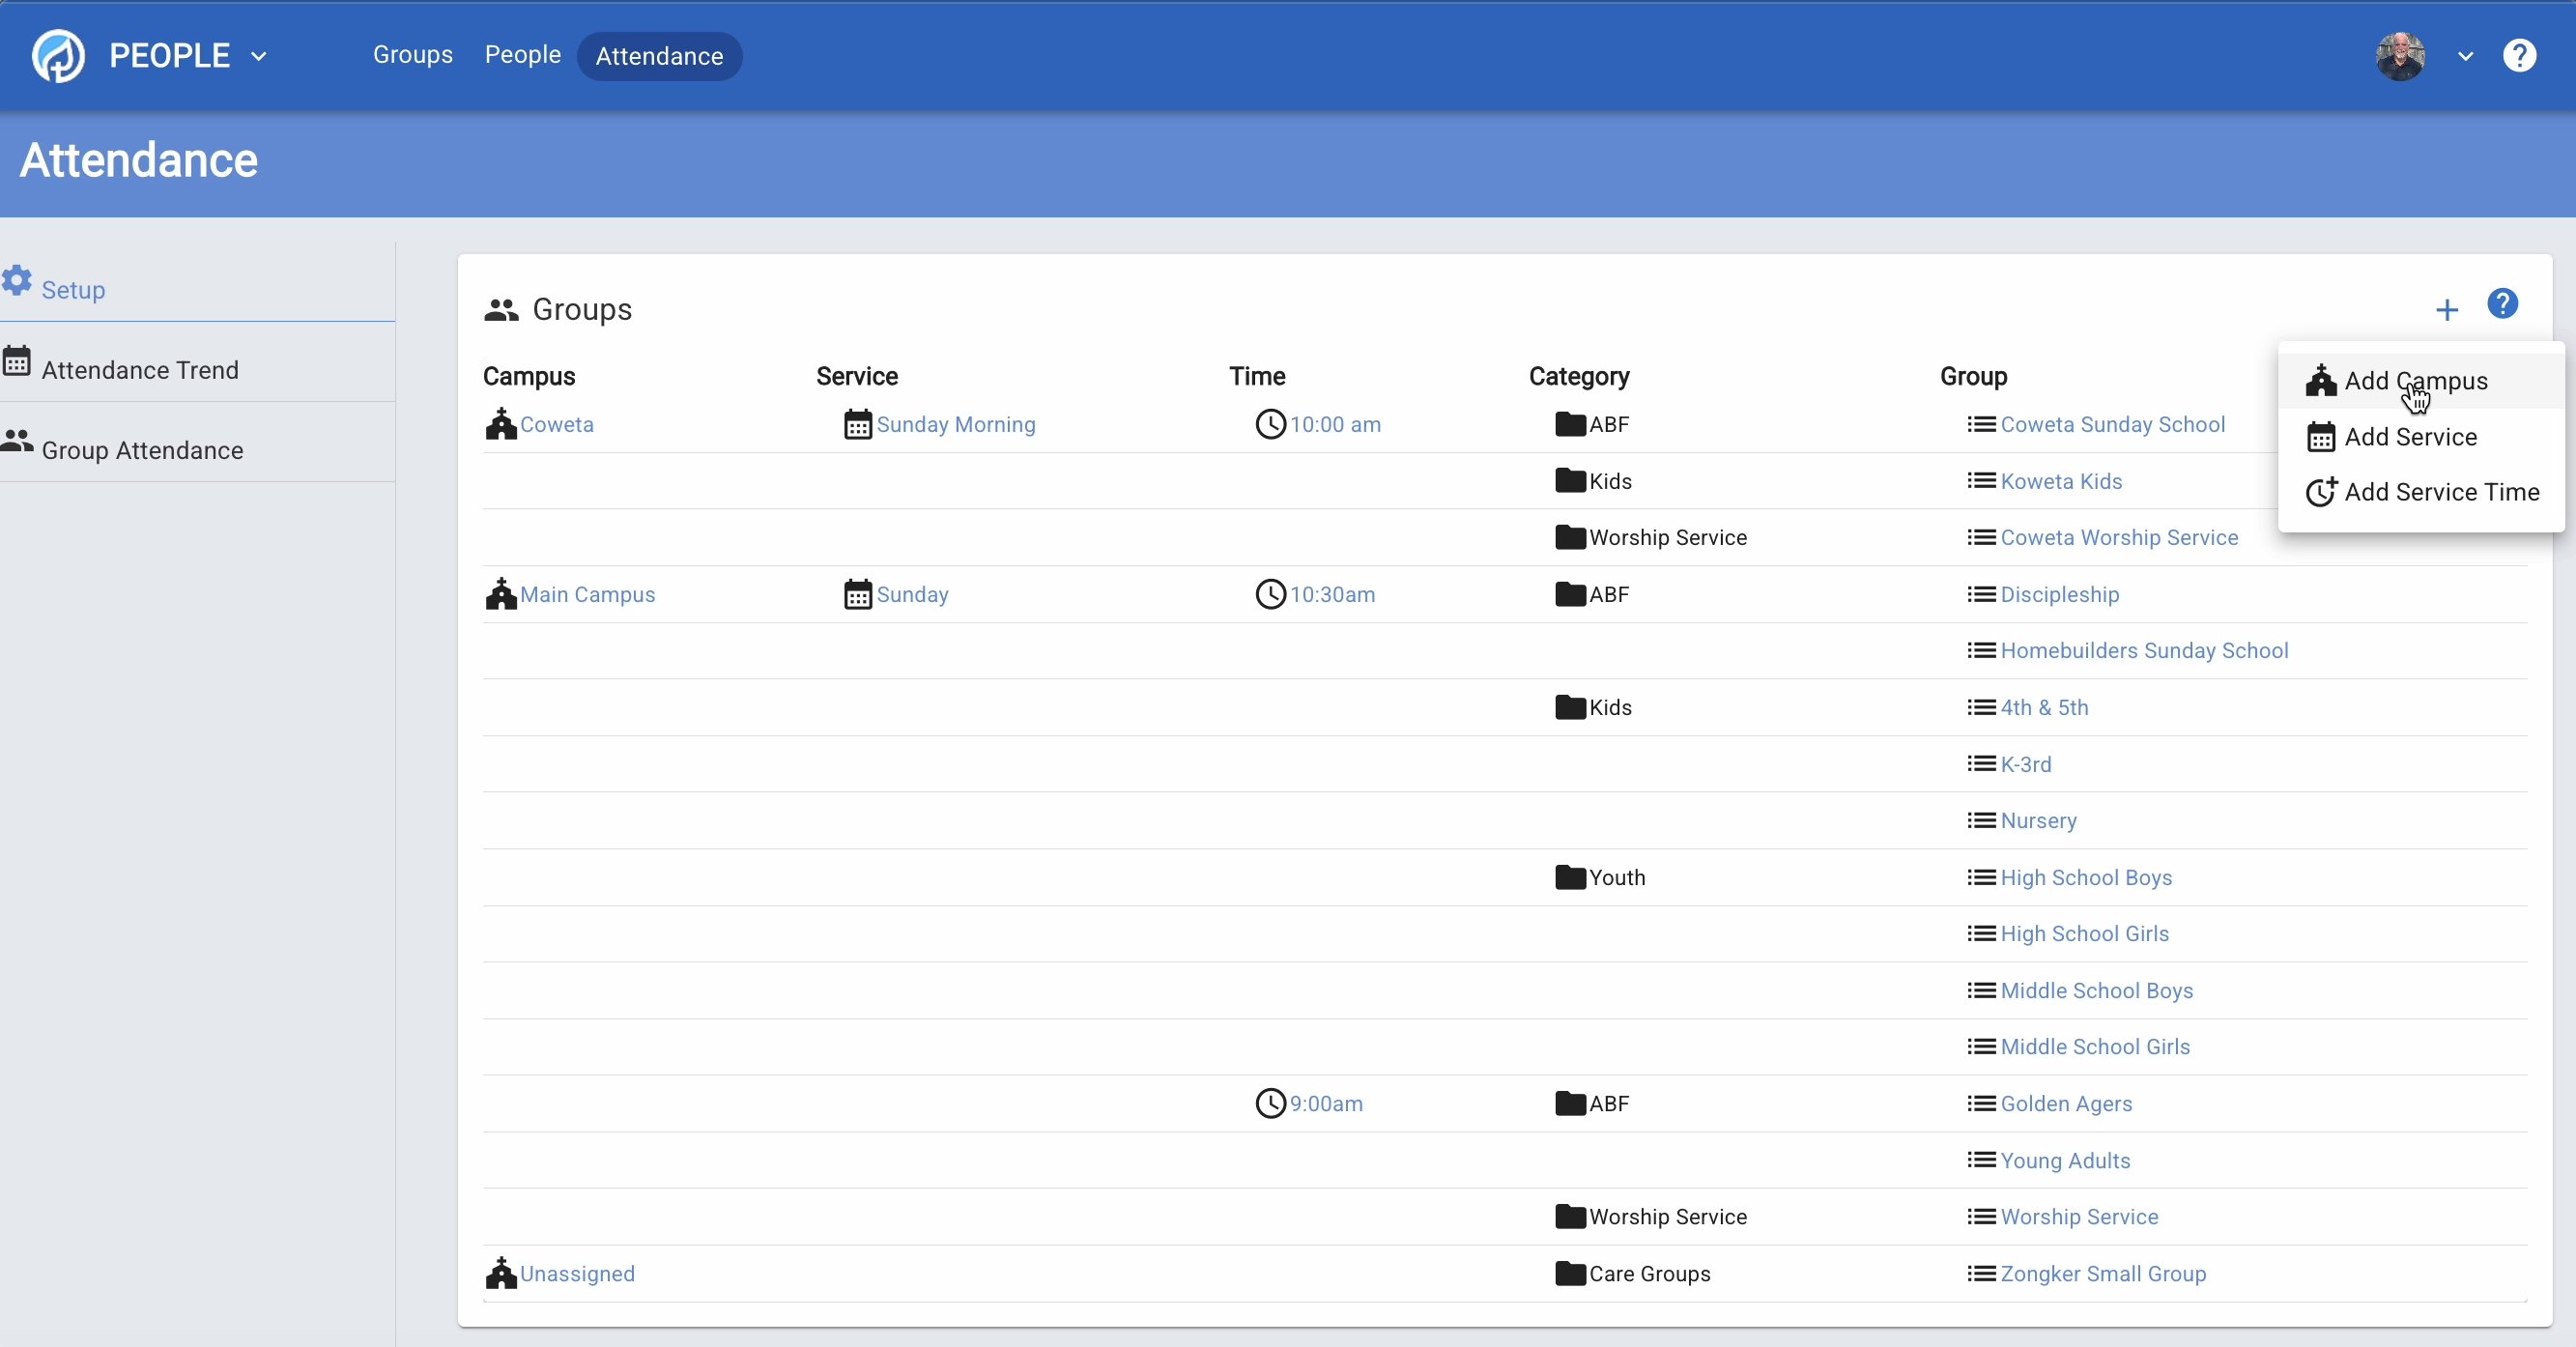 PEOPLE Groups People Attendance
Attendance
Setup
Attendance Trend
Group Attendance
Groups
Campus Service Time Category Group
Coweta Sunday Morning 10:00 am ABF Coweta Sunday School
Kids Koweta Kids
Worship Service Coweta Worship Service
Main Campus Sunday 10:30am ABF Discipleship
Homebuilders Sunday School
Kids 4th & 5th
K-3rd
Nursery
Youth High School Boys
High School Girls
Middle School Boys
Middle School Girls
9:00am ABF Golden Agers
Young Adults
Worship Service Worship Service
Unassigned Care Groups Zongker Small Group
Add Campus
Add Service
Add Service Time